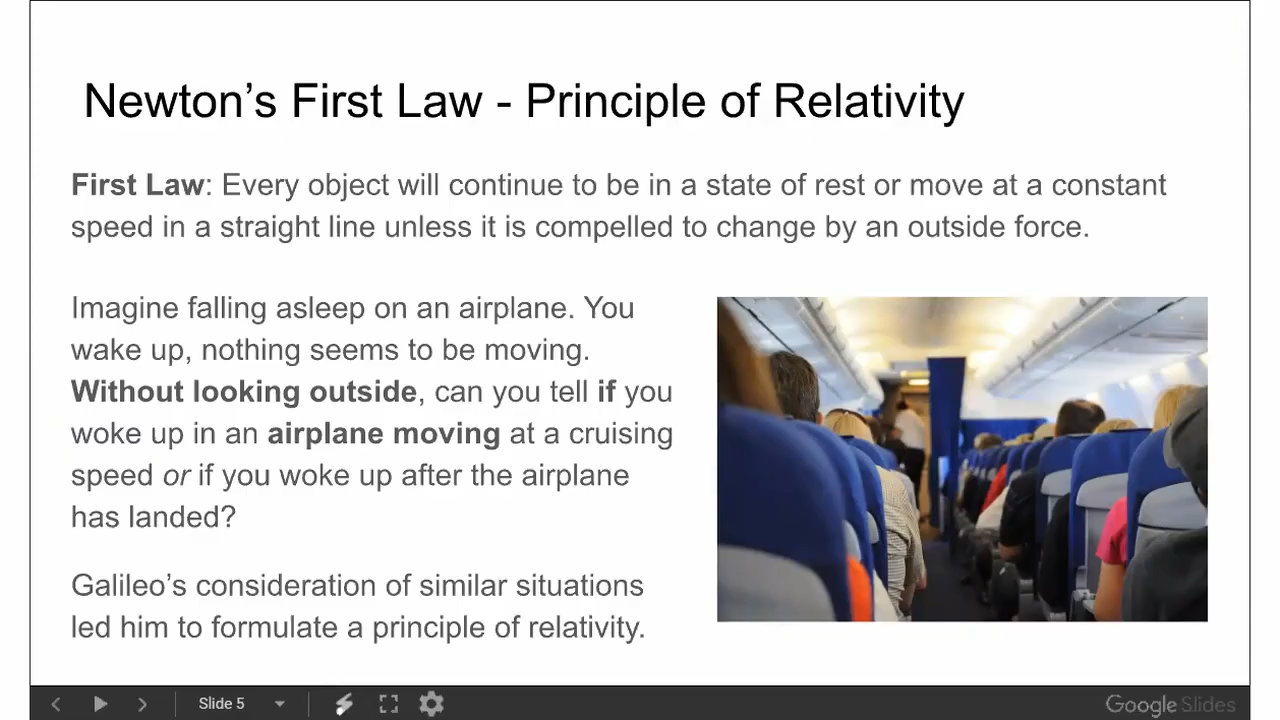 Newton's First Law - Principle of Relativity
First Law: Every object will continue to be in a state of rest or move at a constant
speed in a straight line unless it is compelled to change by an outside force.
Imagine falling asleep on an airplane. You
wake up, nothing seems to be moving.
Without looking outside, can you tell if you
woke up in an airplane moving at a cruising
speed or if you woke up after the airplane
has landed?
Galileo's consideration of similar situations
led him to formulate a principle of relativity.
Slide 5
Google Slides